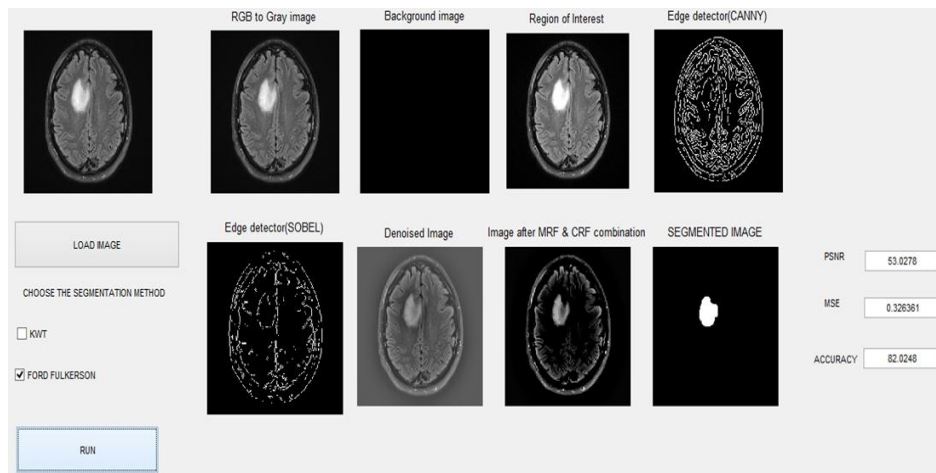 RGB to Gray image
Background image
Region of Interest
Edge detector(CANNY)
LOAD IMAGE
CHOOSE THE SEGMENTATION METHOD
KWT
FORD FULKERSON
RUN
Edge detector(SOBEL)
Denoised Image
Image after MRF & CRF combination
SEGMENTED IMAGE
PSNR
53.0278
MSE
0.326361
ACCURACY
82.0248